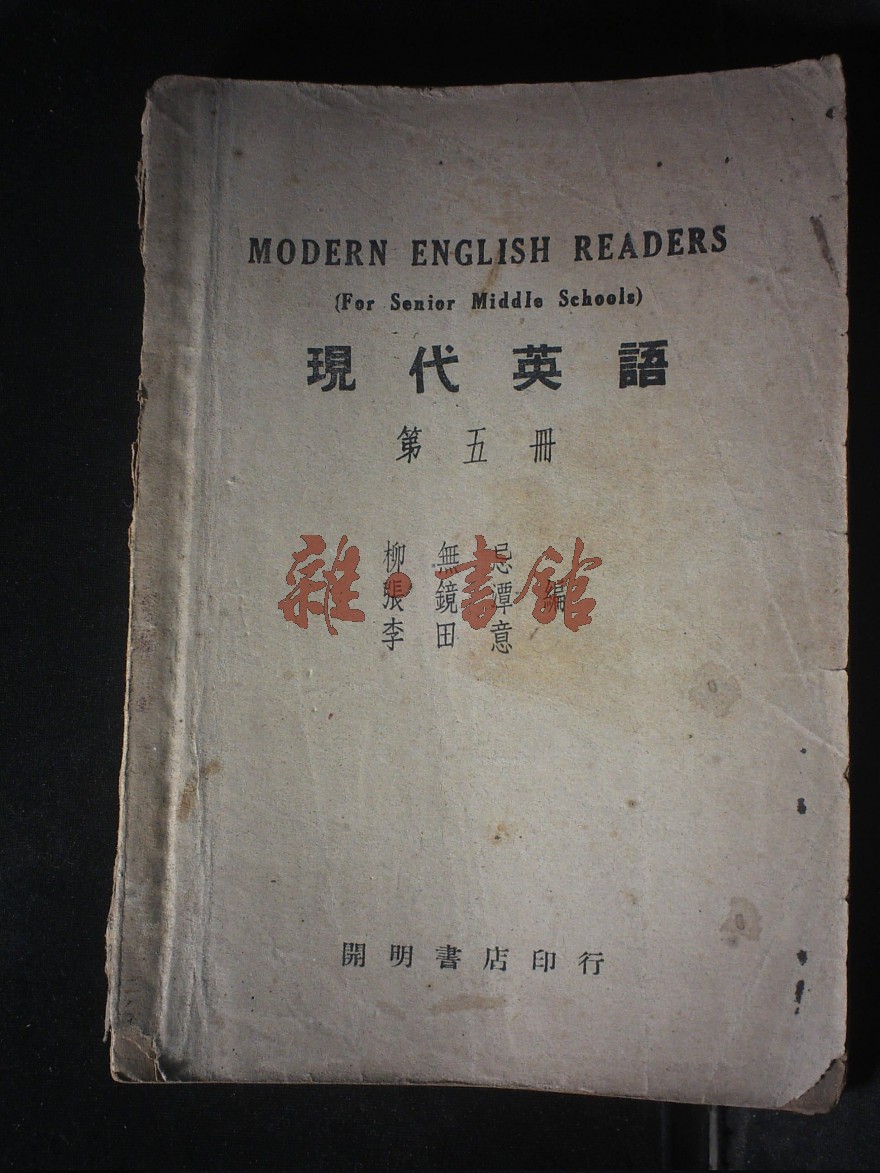 MODERN ENGLISH READERS
(For Senior Middle Schools)
現代英語
第五冊
柳無忌
張鏡潭 編
李田意
雜·書館
開明書店印行